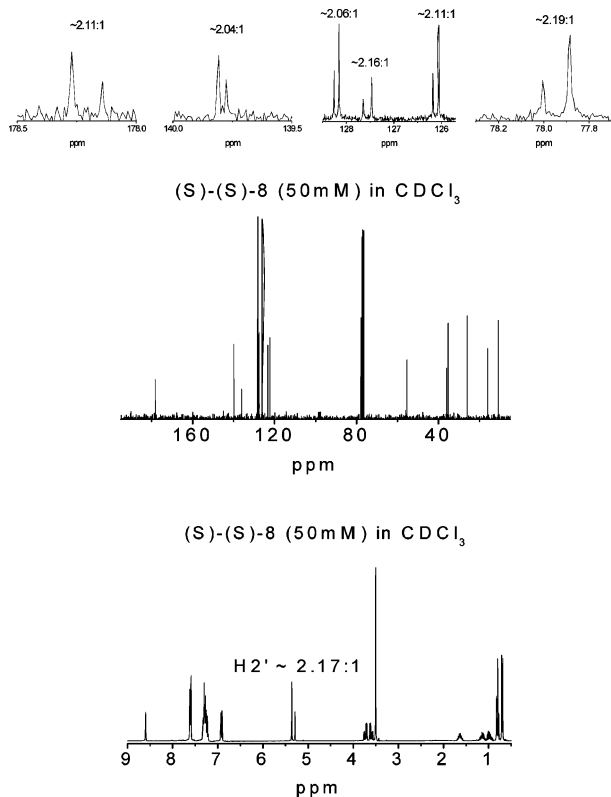 ~2.11:1
~2.04:1
~2.06:1
~2.16:1
~2.11:1
~2.19:1
178.5 178.0
140.0 139.5
128 127 126
78.2 78.0 77.8
ppm ppm ppm ppm
(S)-(S)-8 (50mM) in CDCl3
160 120 80 40
ppm
(S)-(S)-8 (50mM) in CDCl3
H2' ~ 2.17:1
9 8 7 6 5 4 3 2 1
ppm